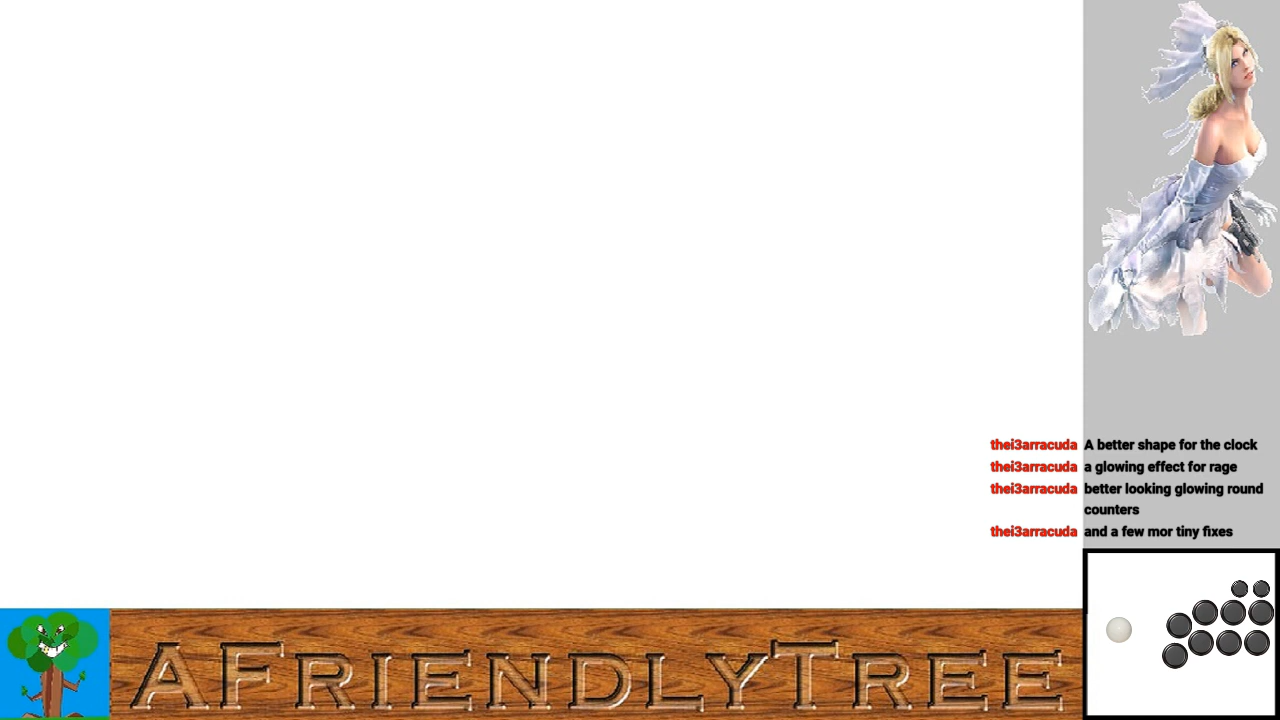 thei3arracuda A better shape for the clock
thei3arracuda a glowing effect for rage
thei3arracuda better looking glowing round
counters
thei3arracuda and a few mor tiny fixes
AFRIENDLYTREE